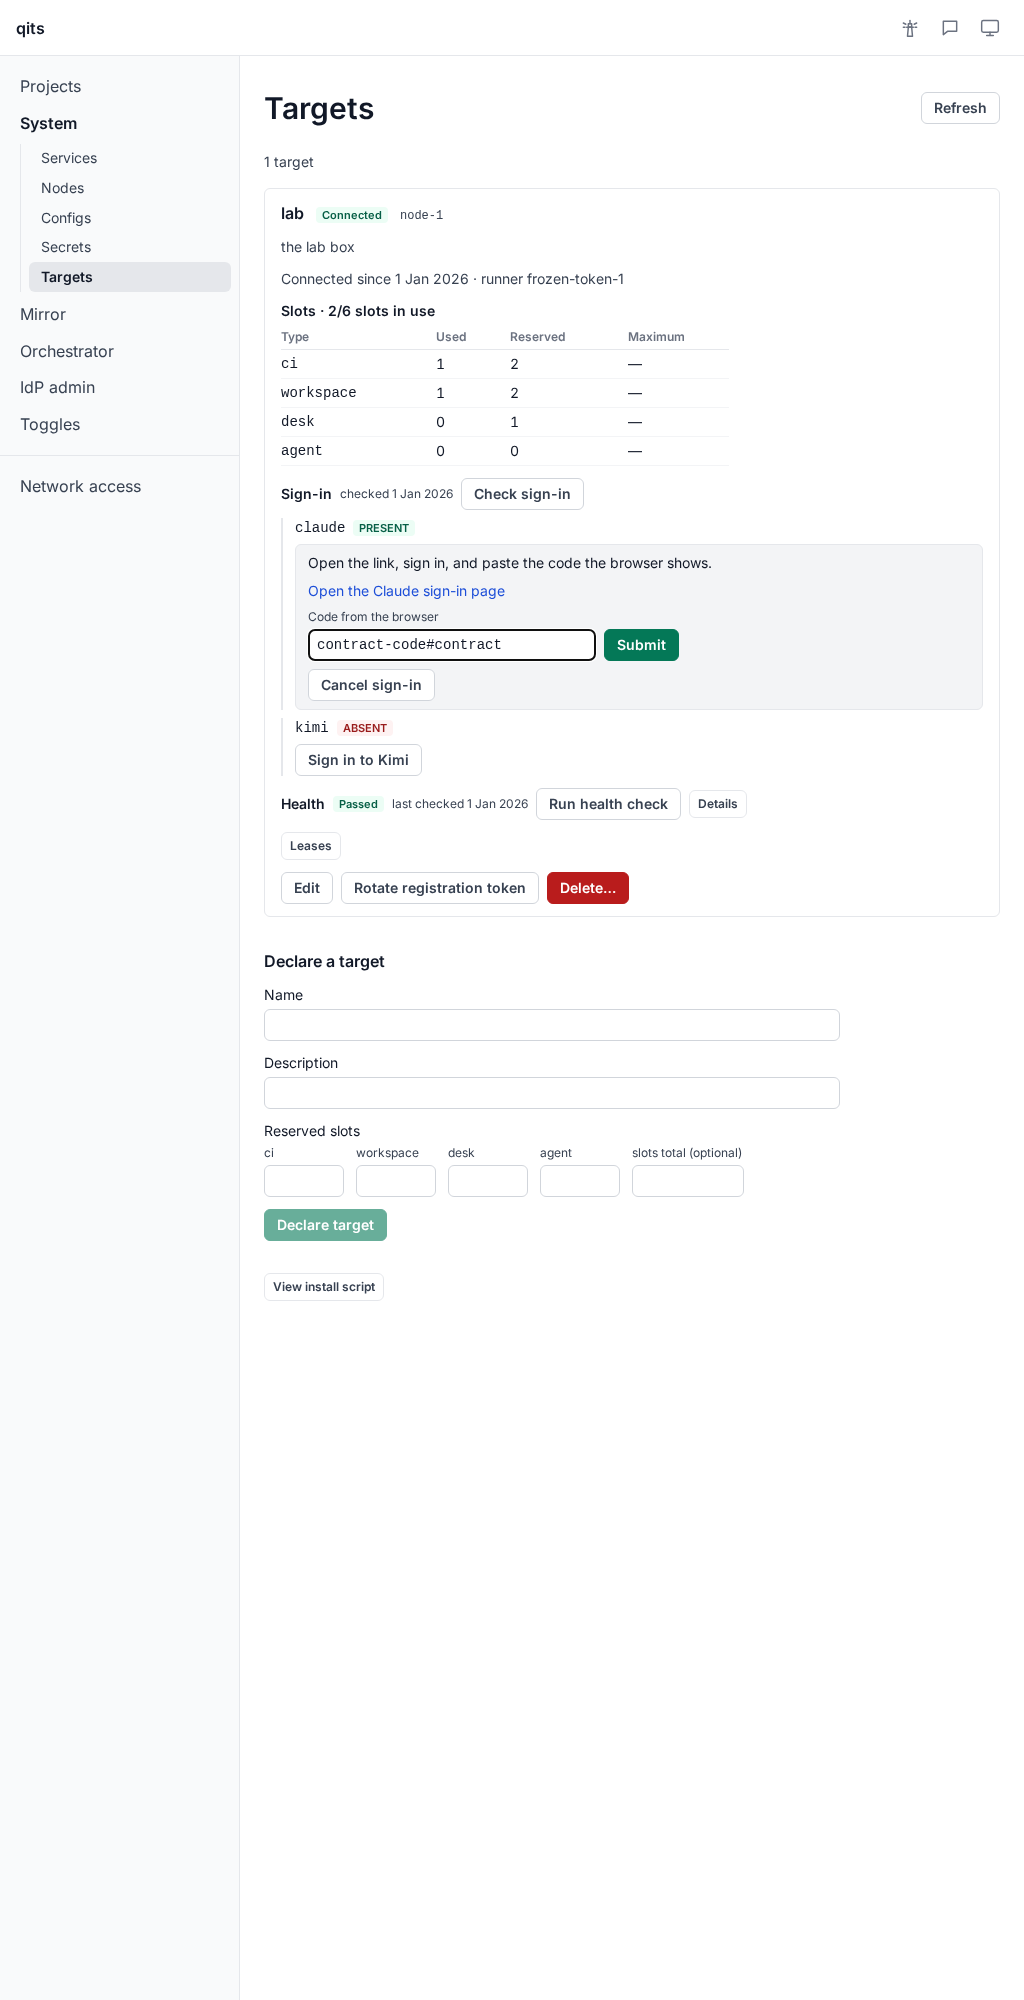 qits
Projects
System
Services
Nodes
Configs
Secrets
Targets
Mirror
Orchestrator
IdP admin
Toggles
Network access
Targets
Refresh
1 target
lab Connected node-1
the lab box
Connected since 1 Jan 2026 · runner frozen-token-1
Slots · 2/6 slots in use
Type Used Reserved Maximum
ci 1 2 —
workspace 1 2 —
desk 0 1 —
agent 0 0 —
Sign-in checked 1 Jan 2026 Check sign-in
claude PRESENT
Open the link, sign in, and paste the code the browser shows.
Open the Claude sign-in page
Code from the browser
contract-code#contract Submit
Cancel sign-in
kimi ABSENT
Sign in to Kimi
Health Passed last checked 1 Jan 2026 Run health check Details
Leases
Edit Rotate registration token Delete…
Declare a target
Name
Description
Reserved slots
ci workspace desk agent slots total (optional)
Declare target
View install script